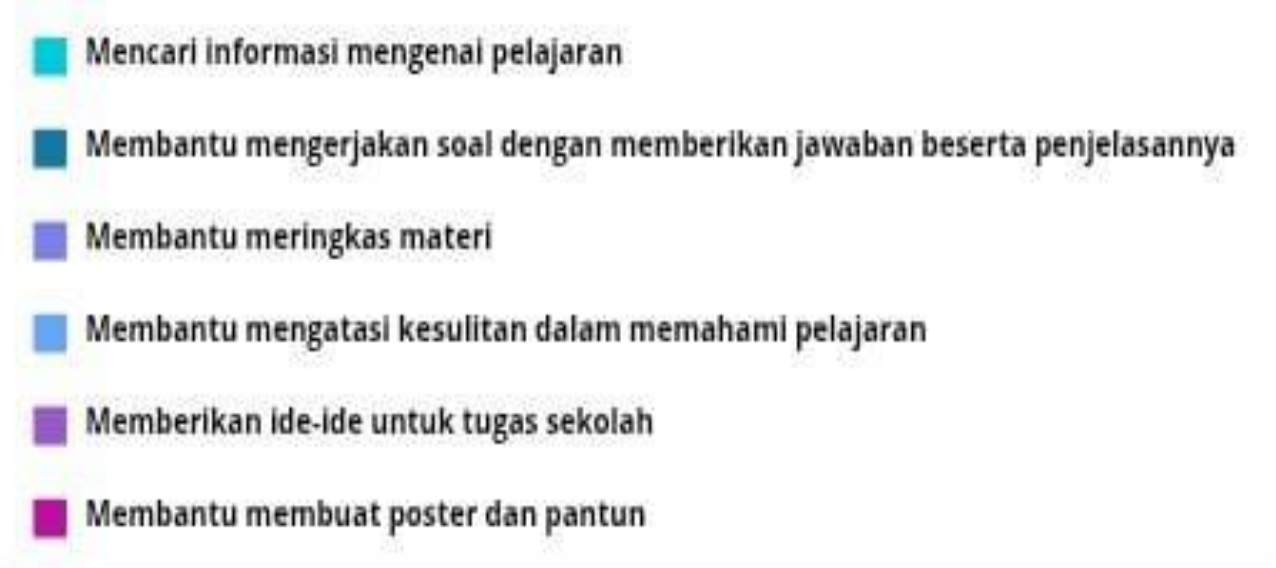 Mencari informasi mengenai pelajaran
Membantu mengerjakan soal dengan memberikan jawaban beserta penjelasannya
Membantu meringkas materi
Membantu mengatasi kesulitan dalam memahami pelajaran
Memberikan ide-ide untuk tugas sekolah
Membantu membuat poster dan pantun